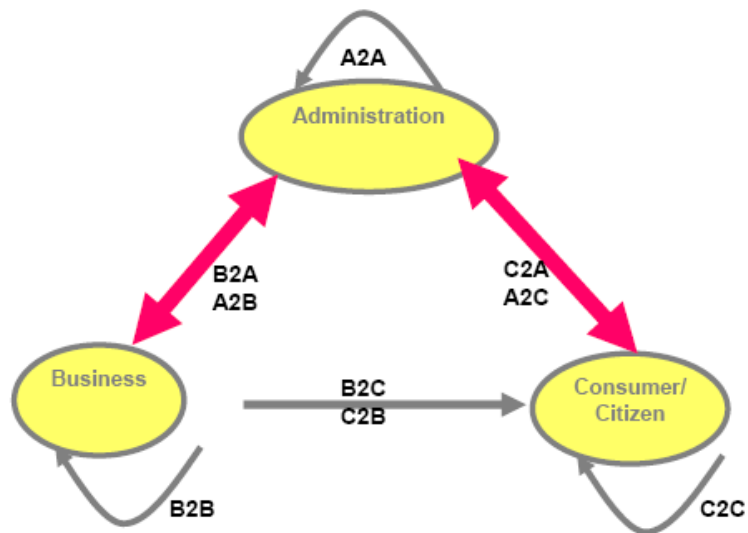 A2A
Administration
B2A
A2B
C2A
A2C
Business
B2C
C2B
Consumer/
Citizen
B2B
C2C